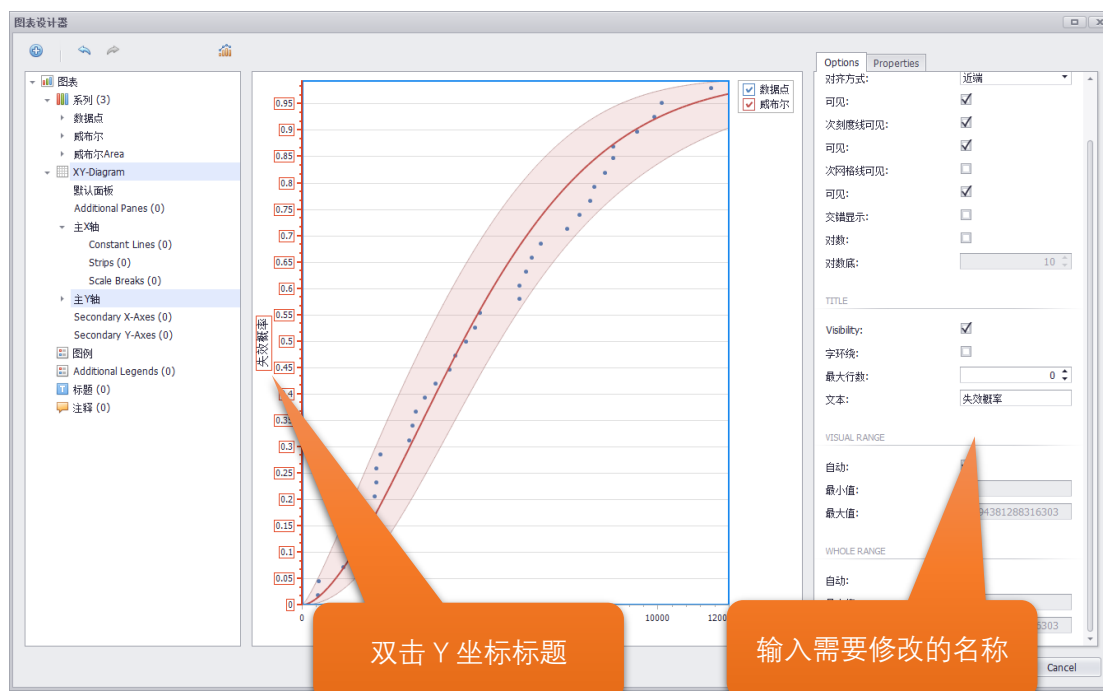 图表设计器
图表
系列 (3)
数据点
威布尔
威布尔Area
XY-Diagram
默认面板
Additional Panes (0)
主X轴
Constant Lines (0)
Strips (0)
Scale Breaks (0)
主Y轴
Secondary X-Axes (0)
Secondary Y-Axes (0)
图例
Additional Legends (0)
标题 (0)
注释 (0)
失效概率
0.95
0.9
0.85
0.8
0.75
0.7
0.65
0.6
0.55
0.5
0.45
0.3
0.25
0.2
0.15
0.1
0.05
0
0
10000
1200
数据点
威布尔
双击 Y 坐标标题
Options
Properties
对齐方式:
近端
可见:
次刻度线可见:
可见:
次网格线可见:
可见:
交错显示:
对数:
对数底:
10
TITLE
Visibility:
字环绕:
最大行数:
0
文本:
失效概率
VISUAL RANGE
自动:
最小值:
最大值:
94381288316303
WHOLE RANGE
自动:
5303
输入需要修改的名称
Cancel